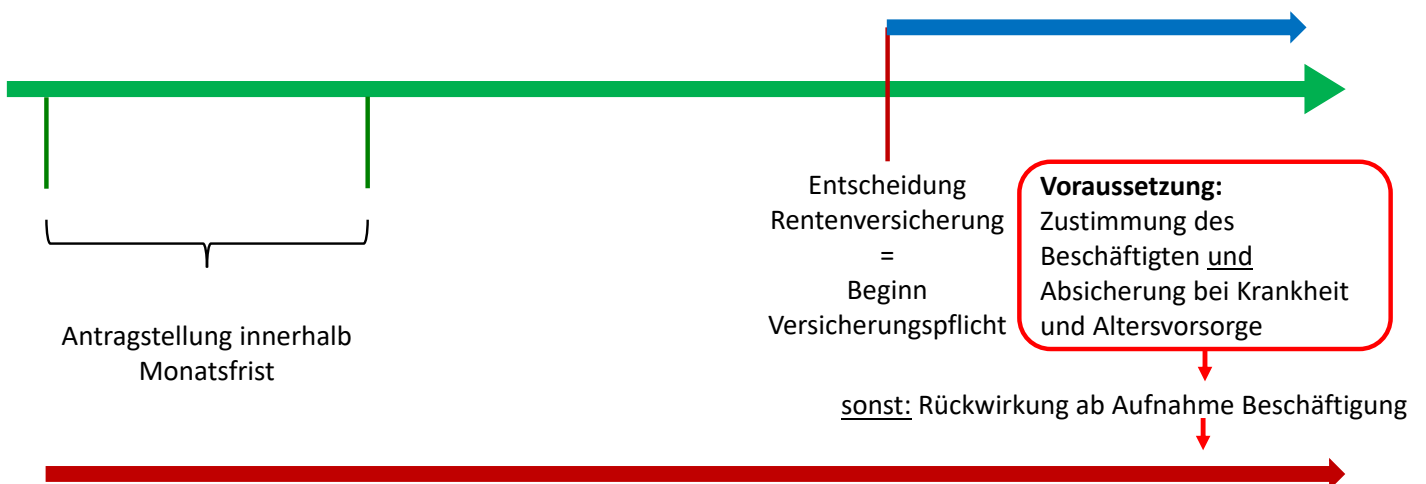 Entscheidung
Rentenversicherung
=
Beginn
Versicherungspflicht
Voraussetzung:
Zustimmung des
Beschäftigten und
Absicherung bei Krankheit
und Altersvorsorge
Antragstellung innerhalb
Monatsfrist
sonst: Rückwirkung ab Aufnahme Beschäftigung